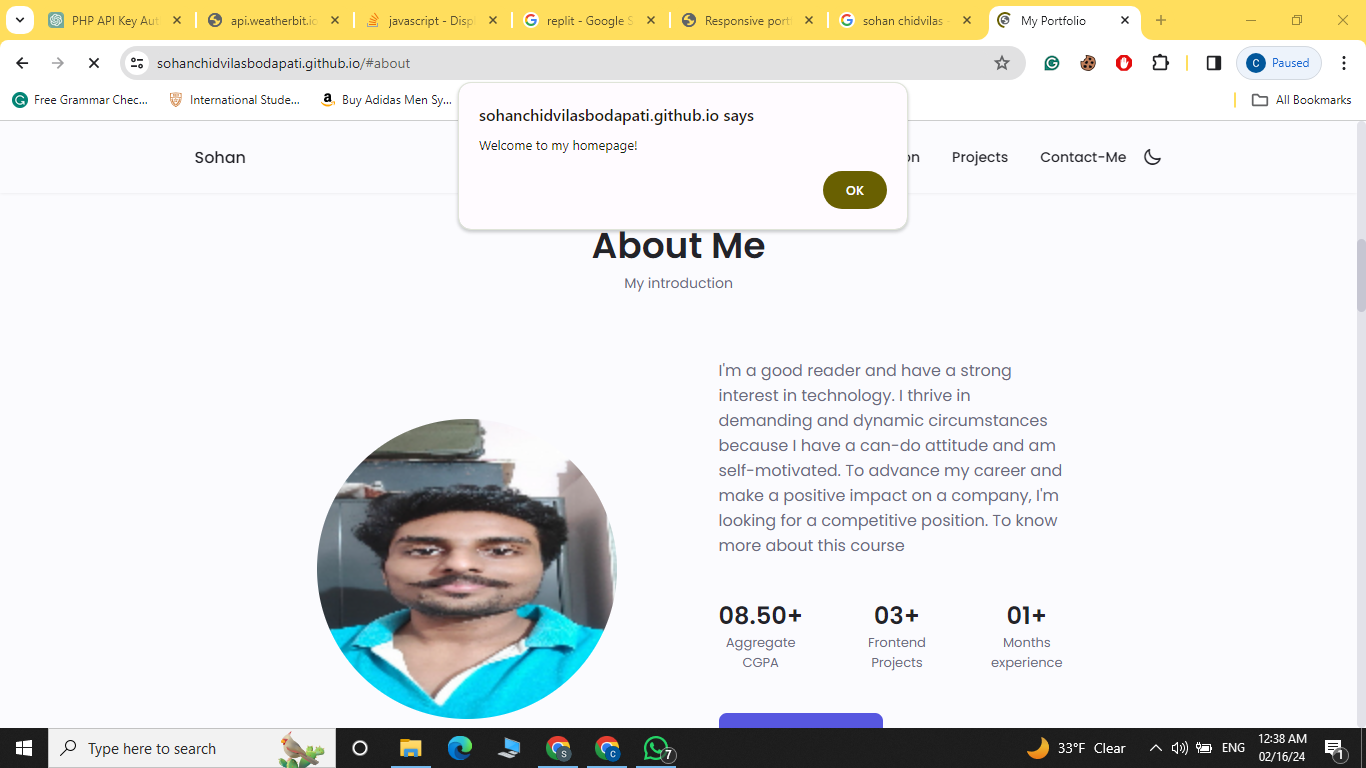 PHP API Key Aut
api.weatherbit.io
javascript - Displ
replit - Google S
Responsive port
sohan chidvilas -
My Portfolio
sohanchidvilasbodapati.github.io/#about
C Paused
Free Grammar Chec...
International Stude...
Buy Adidas Men Sy...
All Bookmarks
sohanchidvilasbodapati.github.io says
Welcome to my homepage!
OK
Sohan
on
Projects
Contact-Me
About Me
My introduction
I'm a good reader and have a strong
interest in technology. I thrive in
demanding and dynamic circumstances
because I have a can-do attitude and am
self-motivated. To advance my career and
make a positive impact on a company, I'm
looking for a competitive position. To know
more about this course
08.50+
Aggregate
CGPA
03+
Frontend
Projects
01+
Months
experience
Type here to search
S
C
7
33°F Clear
ENG
12:38 AM
02/16/24
1